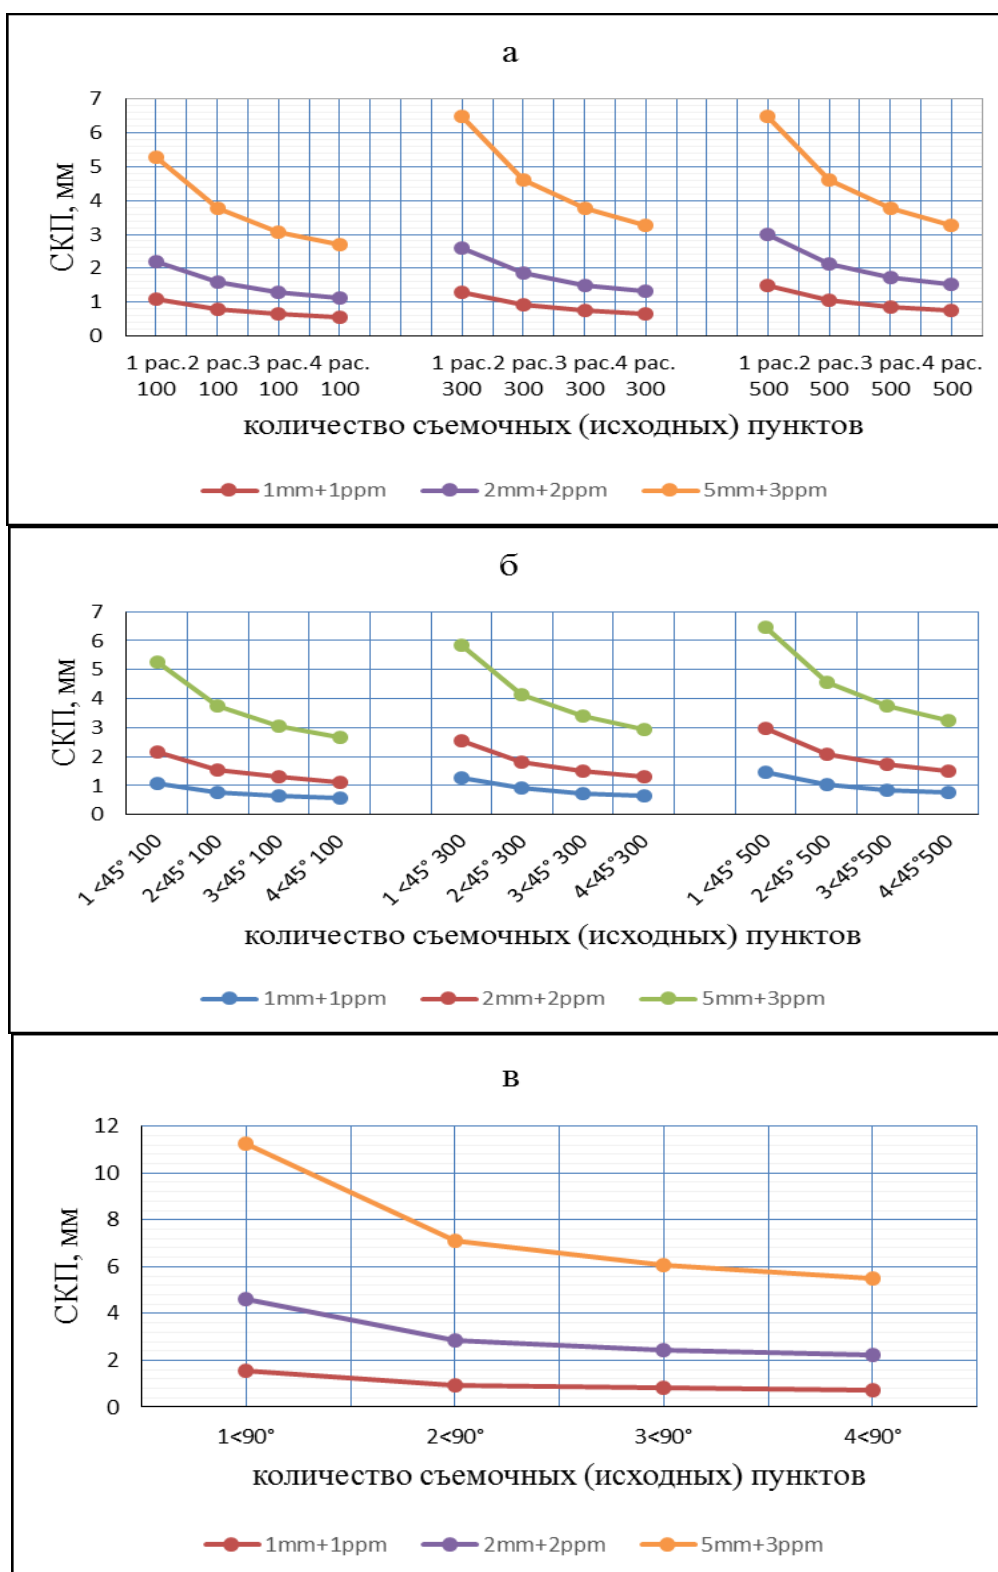 а
7
6
5
4
3
2
1
0
СКП, мм
1 рас. 2 рас. 3 рас. 4 рас. 1 рас. 2 рас. 3 рас. 4 рас. 1 рас. 2 рас. 3 рас. 4 рас.
100 100 100 100 300 300 300 300 500 500 500 500
количество съемочных (исходных) пунктов
1mm+1ppm 2mm+2ppm 5mm+3ppm
б
7
6
5
4
3
2
1
0
СКП, мм
1 <45° 100 2<45° 100 3<45° 100 4<45° 100 1 <45° 300 2<45° 300 3<45° 300 4<45°300 1 <45° 500 2<45° 500 3<45°500 4<45°500
количество съемочных (исходных) пунктов
1mm+1ppm 2mm+2ppm 5mm+3ppm
в
12
10
8
6
4
2
0
СКП, мм
1<90° 2<90° 3<90° 4<90°
количество съемочных (исходных) пунктов
1mm+1ppm 2mm+2ppm 5mm+3ppm